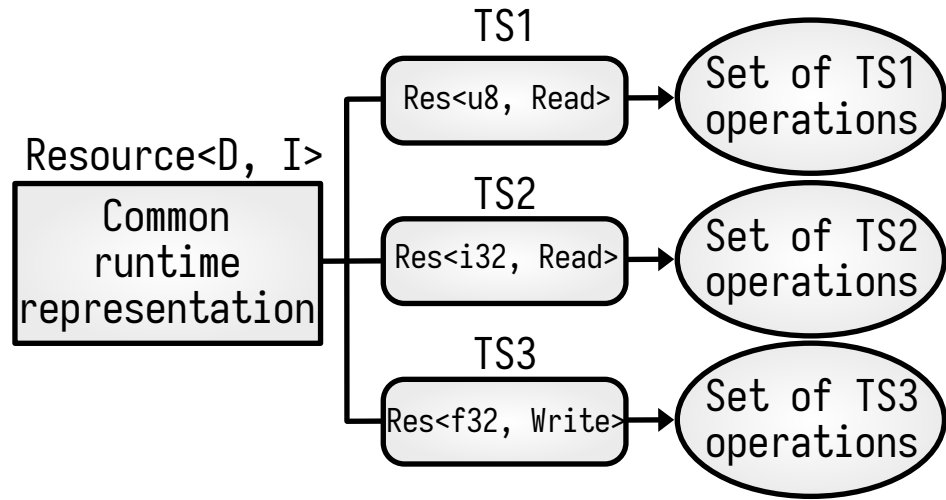 Resource<D, I>
Common
runtime
representation
TS1
Res<u8, Read>
Set of TS1
operations
TS2
Res<i32, Read>
Set of TS2
operations
TS3
Res<f32, Write>
Set of TS3
operations